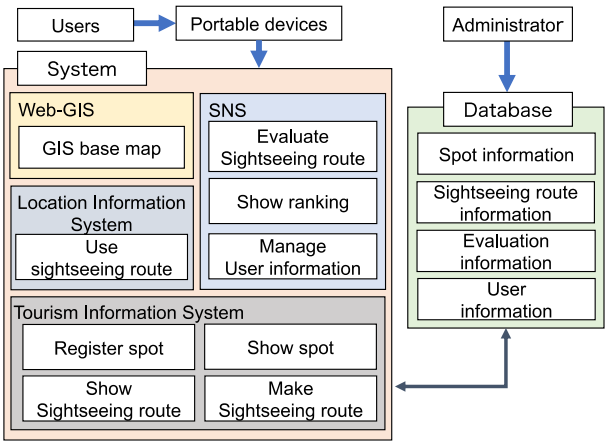 Users
Portable devices
Administrator
System
Web-GIS
GIS base map
SNS
Evaluate
Sightseeing route
Show ranking
Manage
User information
Location Information
System
Use
sightseeing route
Tourism Information System
Register spot
Show spot
Show
Sightseeing route
Make
Sightseeing route
Database
Spot information
Sightseeing route
information
Evaluation
information
User
information